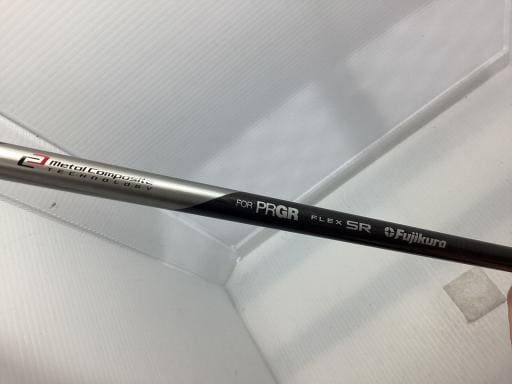 Metal Composite
TECHNOLOGY
FOR PRGR FLEX SR Fujikura